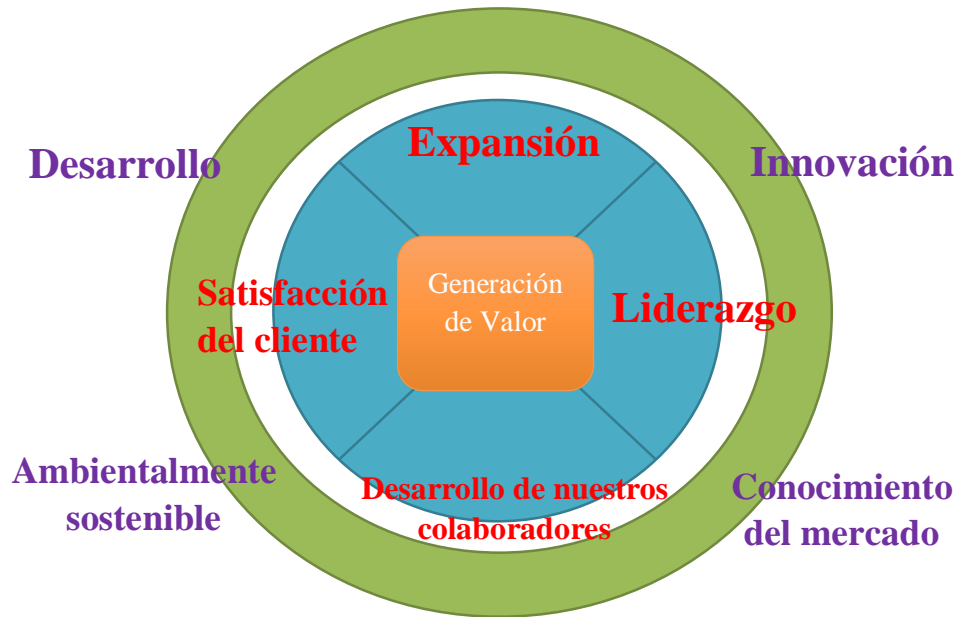 Expansión
Desarrollo
Innovación
Generación
de Valor
Satisfacción
del cliente
Liderazgo
Ambientalmente
sostenible
Desarrollo de nuestros
colaboradores
Conocimiento
del mercado